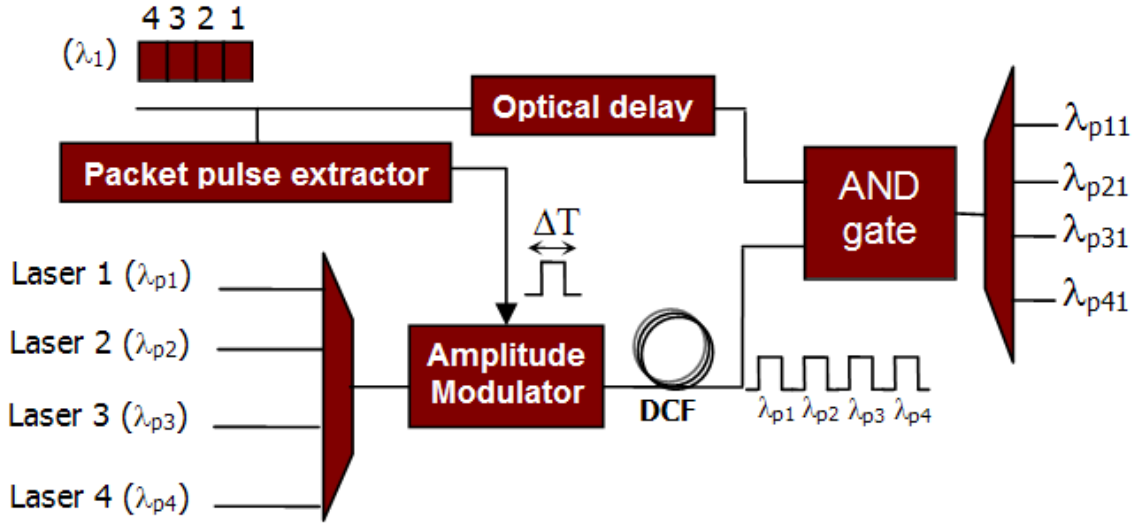 4 3 2 1
(λ1)
Optical delay
Packet pulse extractor
AND
gate
λp11
λp21
λp31
λp41
ΔT
Laser 1 (λp1)
Laser 2 (λp2)
Laser 3 (λp3)
Laser 4 (λp4)
Amplitude
Modulator
DCF
λp1 λp2 λp3 λp4